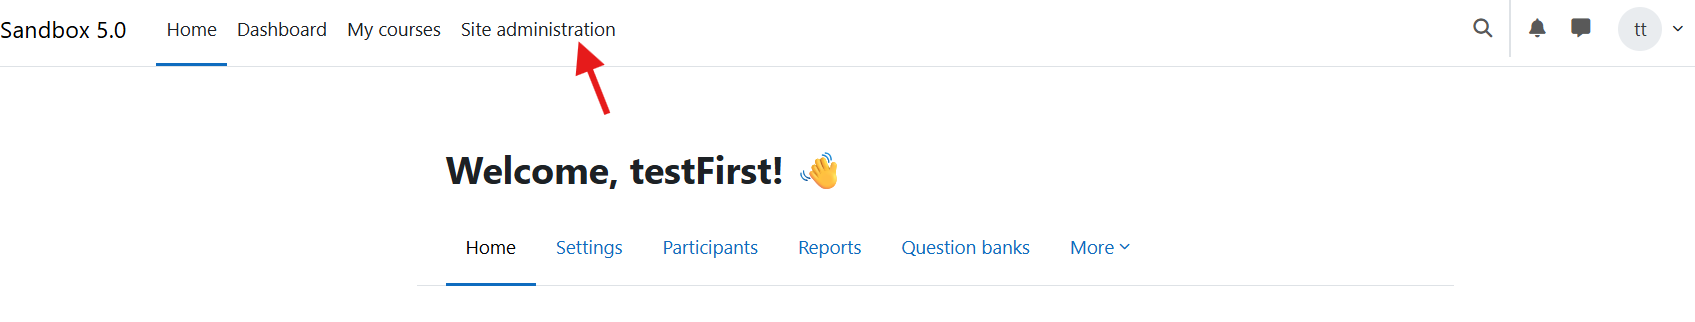 Sandbox 5.0 Home Dashboard My courses Site administration tt
Welcome, testFirst! 👋
Home Settings Participants Reports Question banks More